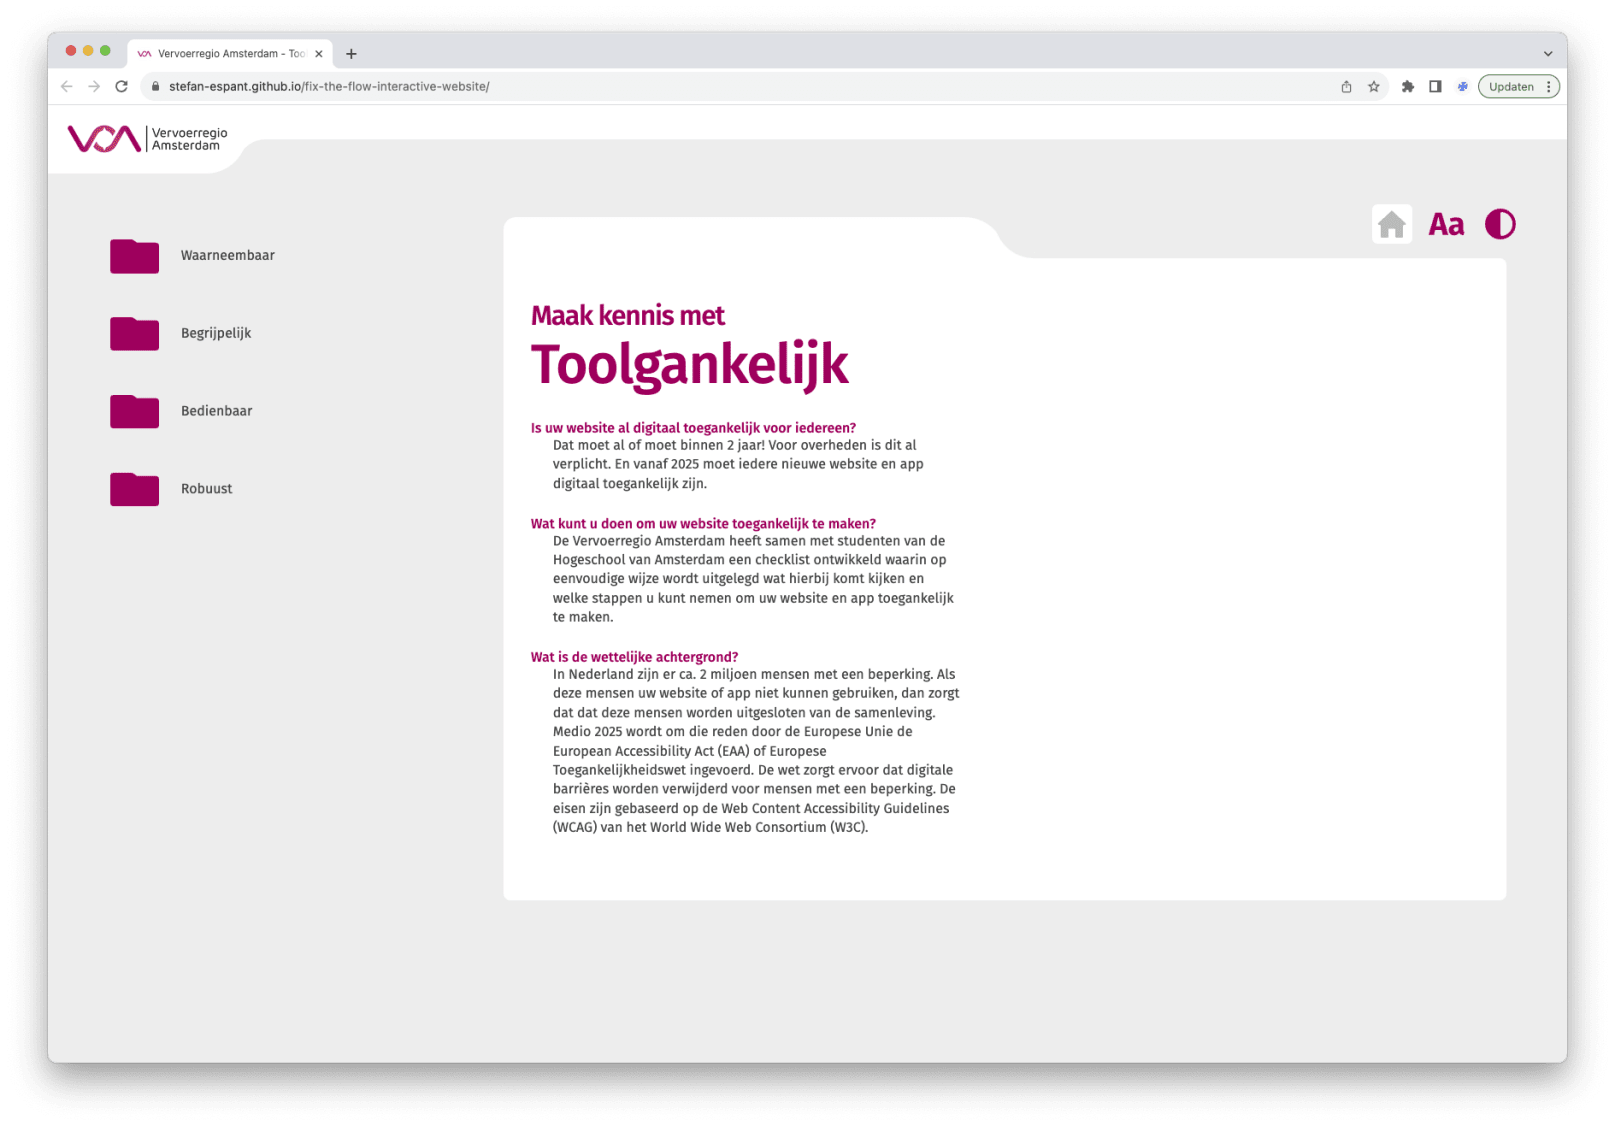 Vervoerregio Amsterdam - Too
stefan-espant.github.io/fix-the-flow-interactive-website/
Updaten
Vervoerregio
Amsterdam
Aa
Waarneembaar
Begrijpelijk
Bedienbaar
Robuust
Maak kennis met
Toolgankelijk
Is uw website al digitaal toegankelijk voor iedereen?
Dat moet al of moet binnen 2 jaar! Voor overheden is dit al
verplicht. En vanaf 2025 moet iedere nieuwe website en app
digitaal toegankelijk zijn.
Wat kunt u doen om uw website toegankelijk te maken?
De Vervoerregio Amsterdam heeft samen met studenten van de
Hogeschool van Amsterdam een checklist ontwikkeld waarin op
eenvoudige wijze wordt uitgelegd wat hierbij komt kijken en
welke stappen u kunt nemen om uw website en app toegankelijk
te maken.
Wat is de wettelijke achtergrond?
In Nederland zijn er ca. 2 miljoen mensen met een beperking. Als
deze mensen uw website of app niet kunnen gebruiken, dan zorgt
dat dat deze mensen worden uitgesloten van de samenleving.
Medio 2025 wordt om die reden door de Europese Unie de
European Accessibility Act (EAA) of Europese
Toegankelijkheidswet ingevoerd. De wet zorgt ervoor dat digitale
barrières worden verwijderd voor mensen met een beperking. De
eisen zijn gebaseerd op de Web Content Accessibility Guidelines
(WCAG) van het World Wide Web Consortium (W3C).